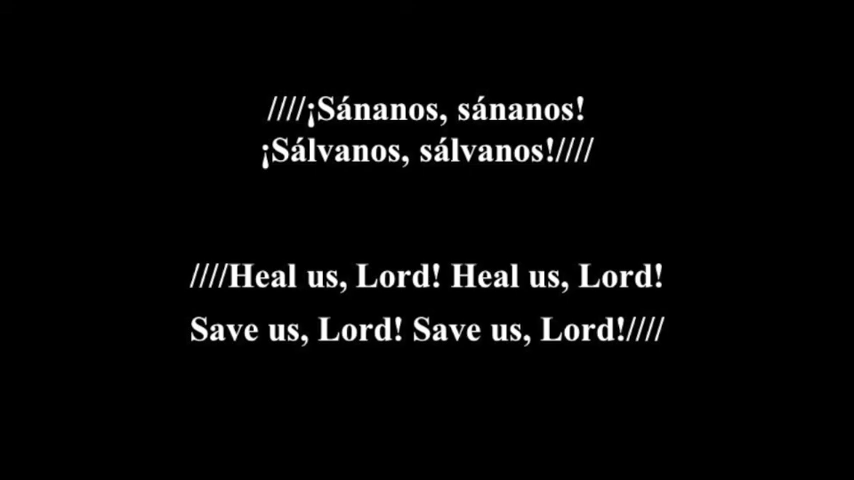 ////¡Sánanos, sánanos!
¡Sálvanos, sálvanos!////
////Heal us, Lord! Heal us, Lord!
Save us, Lord! Save us, Lord!////